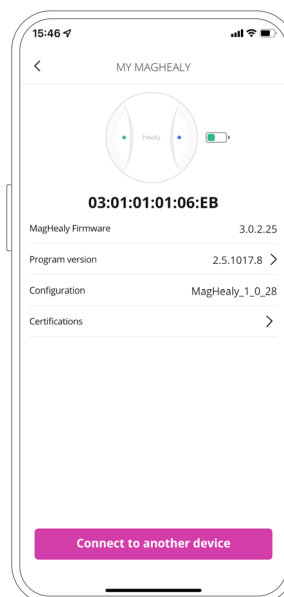 15:46
MY MAGHEALY
healy
03:01:01:01:06:EB
MagHealy Firmware 3.0.2.25
Program version 2.5.1017.8
Configuration MagHealy_1_0_28
Certifications
Connect to another device